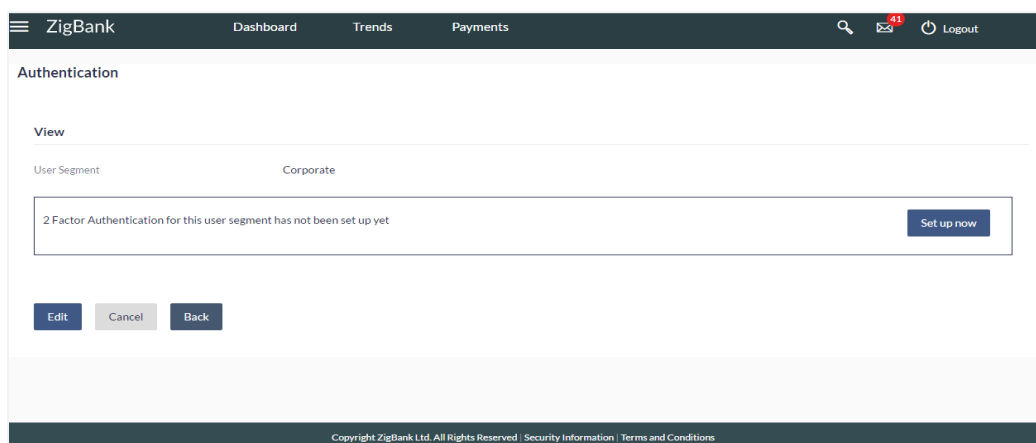 ZigBank Dashboard Trends Payments 41 Logout
Authentication
View
User Segment Corporate
2 Factor Authentication for this user segment has not been set up yet Set up now
Edit Cancel Back
Copyright ZigBank Ltd. All Rights Reserved | Security Information | Terms and Conditions